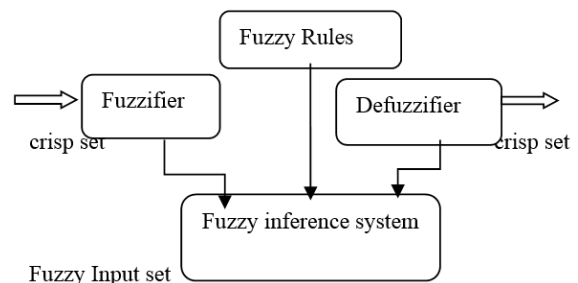 Fuzzy Rules
Fuzzifier
Defuzzifier
crisp set
crisp set
Fuzzy inference system
Fuzzy Input set